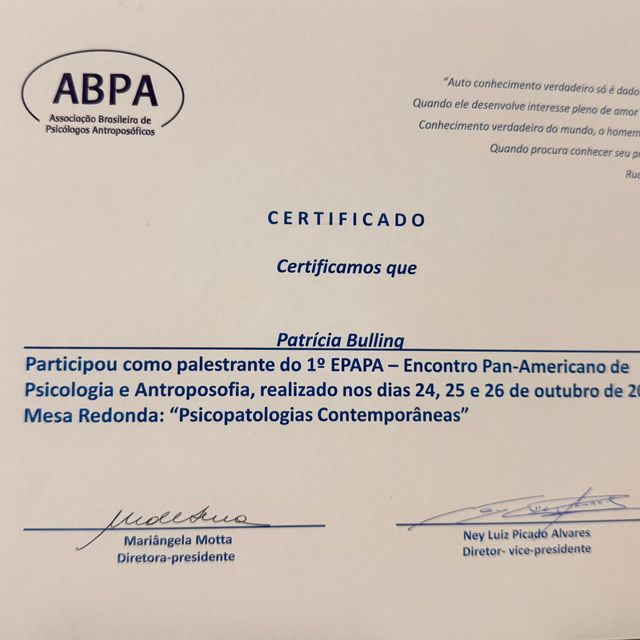 ABPA
Associação Brasileira de
Psicólogos Antroposóficos
"Auto conhecimento verdadeiro só é dado
Quando ele desenvolve interesse pleno de amor
Conhecimento verdadeiro do mundo, o homem
Quando procura conhecer seu
CERTIFICADO
Certificamos que
Patrícia Bulling
Participou como palestrante do 1º EPAPA – Encontro Pan-Americano de
Psicologia e Antroposofia, realizado nos dias 24, 25 e 26 de outubro de
Mesa Redonda: "Psicopatologias Contemporâneas"
Mariângela Motta
Diretora-presidente
Ney Luiz Picado Alvares
Diretor- vice-presidente